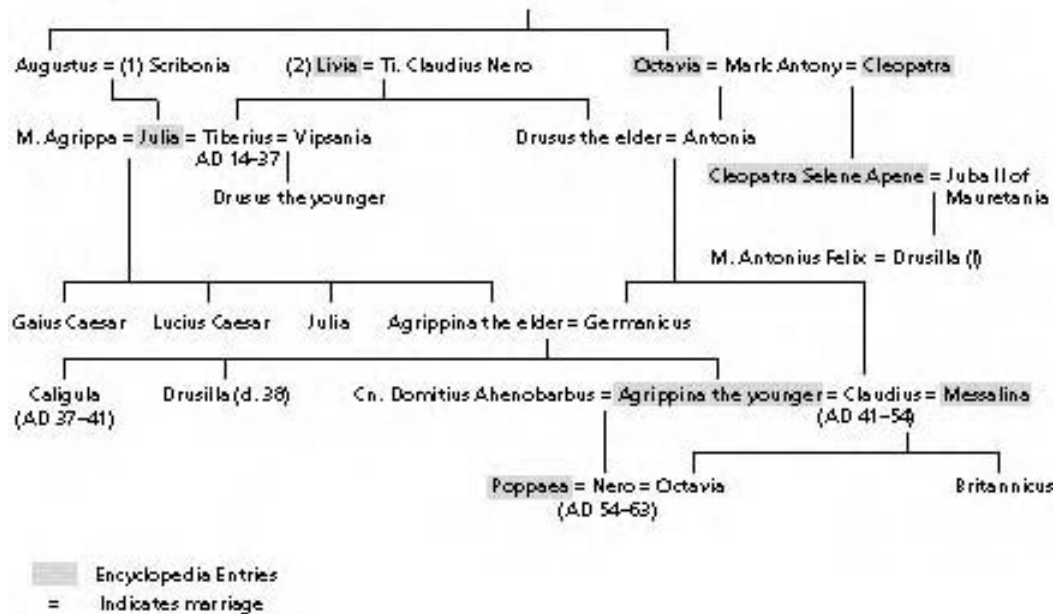 Augustus = (1) Scribonia (2) Livia = Ti. Claudius Nero Octavia = Mark Antony = Cleopatra
M. Agrippa = Julia = Tiberius = Vipsania Drusus the elder = Antonia
AD 14–37
Cleopatra Selene Apene = Juba II of
Drusus the younger Mauretania
M. Antonius Felix = Drusilla (I)
Gaius Caesar Lucius Caesar Julia Agrippina the elder = Germanicus
Caligula Drusilla (d. 38) Cn. Domitius Ahenobarbus = Agrippina the younger = Claudius = Messalina
(AD 37–41) (AD 41–54)
Poppaea = Nero = Octavia Britannicus
(AD 54–63)
Encyclopedia Entries
= Indicates marriage